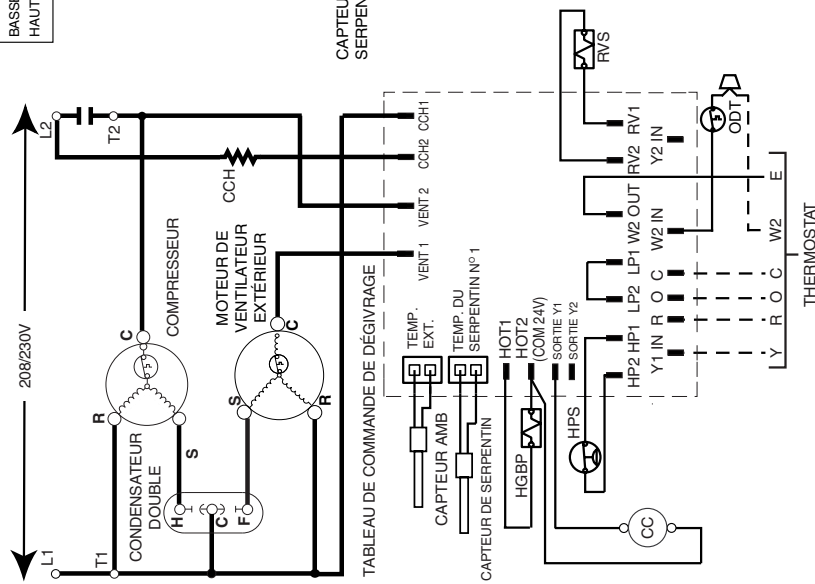 BASSE
HAUT
CAPTEU
SERPEN
208/230V
L1
L2
T1
T2
R
C
S
COMPRESSEUR
CONDENSATEUR
DOUBLE
H
C
F
S
C
R
MOTEUR DE
VENTILATEUR
EXTÉRIEUR
CCH
TABLEAU DE COMMANDE DE DÉGIVRAGE
VENT 1
VENT 2
CCH2
CCH1
TEMP.
EXT.
TEMP. DU
SERPENTIN Nº 1
CAPTEUR AMB
CAPTEUR DE SERPENTIN
HOT1
HOT2
(COM 24V)
SORTIE Y1
SORTIE Y2
HGBP
HPS
CC
HP2 HP1 LP2 LP1 W2 OUT RV2 RV1
Y1 IN R O C W2 IN Y2 IN
RVS
ODT
Y R O C W2 E
THERMOSTAT